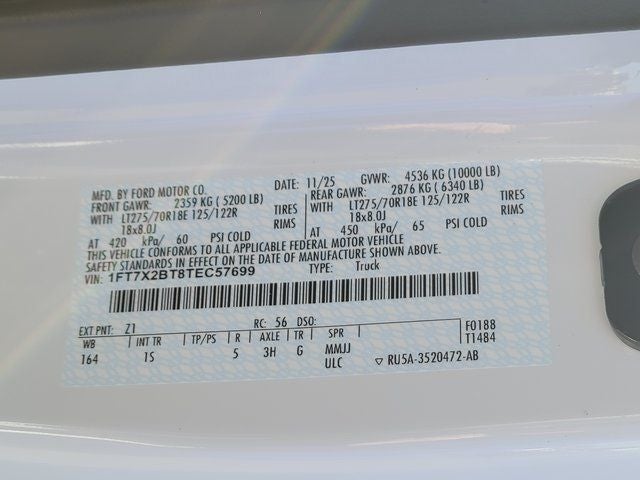 MFD. BY FORD MOTOR CO. DATE: 11/25 GVWR: 4536 KG (10000 LB)
FRONT GAWR: 2359 KG ( 5200 LB) REAR GAWR: 2876 KG ( 6340 LB)
WITH LT275/70R18E 125/122R TIRES WITH LT275/70R18E 125/122R TIRES
18x8.0J RIMS 18x8.0J RIMS
AT 420 kPa/ 60 PSI COLD AT 450 kPa/ 65 PSI COLD
THIS VEHICLE CONFORMS TO ALL APPLICABLE FEDERAL MOTOR VEHICLE
SAFETY STANDARDS IN EFFECT ON THE DATE OF MANUFACTURE SHOWN ABOVE.
VIN: 1FT7X2BT8TEC57699 TYPE: Truck
EXT PNT: Z1 RC: 56 DSO:
WB INT TR TP/PS R AXLE TR SPR F0188
164 1S 5 3H G MMJJ T1484
ULC RU5A-3520472-AB